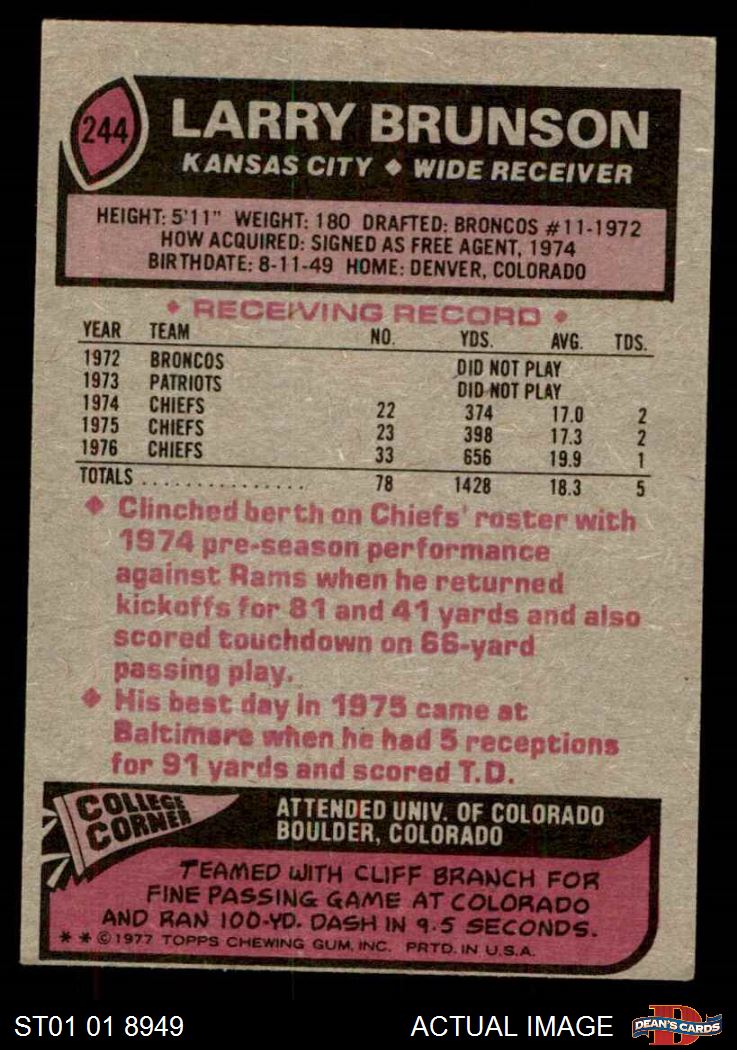 244
LARRY BRUNSON
KANSAS CITY ◆ WIDE RECEIVER
HEIGHT: 5'11" WEIGHT: 180 DRAFTED: BRONCOS #11-1972
HOW ACQUIRED: SIGNED AS FREE AGENT, 1974
BIRTHDATE: 8-11-49 HOME: DENVER, COLORADO
◆ RECEIVING RECORD ◆
YEAR TEAM NO. YDS. AVG. TDS.
1972 BRONCOS DID NOT PLAY
1973 PATRIOTS DID NOT PLAY
1974 CHIEFS 22 374 17.0 2
1975 CHIEFS 23 398 17.3 2
1976 CHIEFS 33 656 19.9 1
TOTALS ............... 78 1428 18.3 5
◆ Clinched berth on Chiefs' roster with
1974 pre-season performance
against Rams when he returned
kickoffs for 81 and 41 yards and also
scored touchdown on 66-yard
passing play.
◆ His best day in 1975 came at
Baltimore when he had 5 receptions
for 91 yards and scored T.D.
COLLEGE
CORNER
ATTENDED UNIV. OF COLORADO
BOULDER, COLORADO
TEAMED WITH CLIFF BRANCH FOR
FINE PASSING GAME AT COLORADO
AND RAN 100-YD. DASH IN 9.5 SECONDS.
* * © 1977 TOPPS CHEWING GUM, INC. PRTD. IN U.S.A.
ST01 01 8949 ACTUAL IMAGE
DEAN'S CARDS